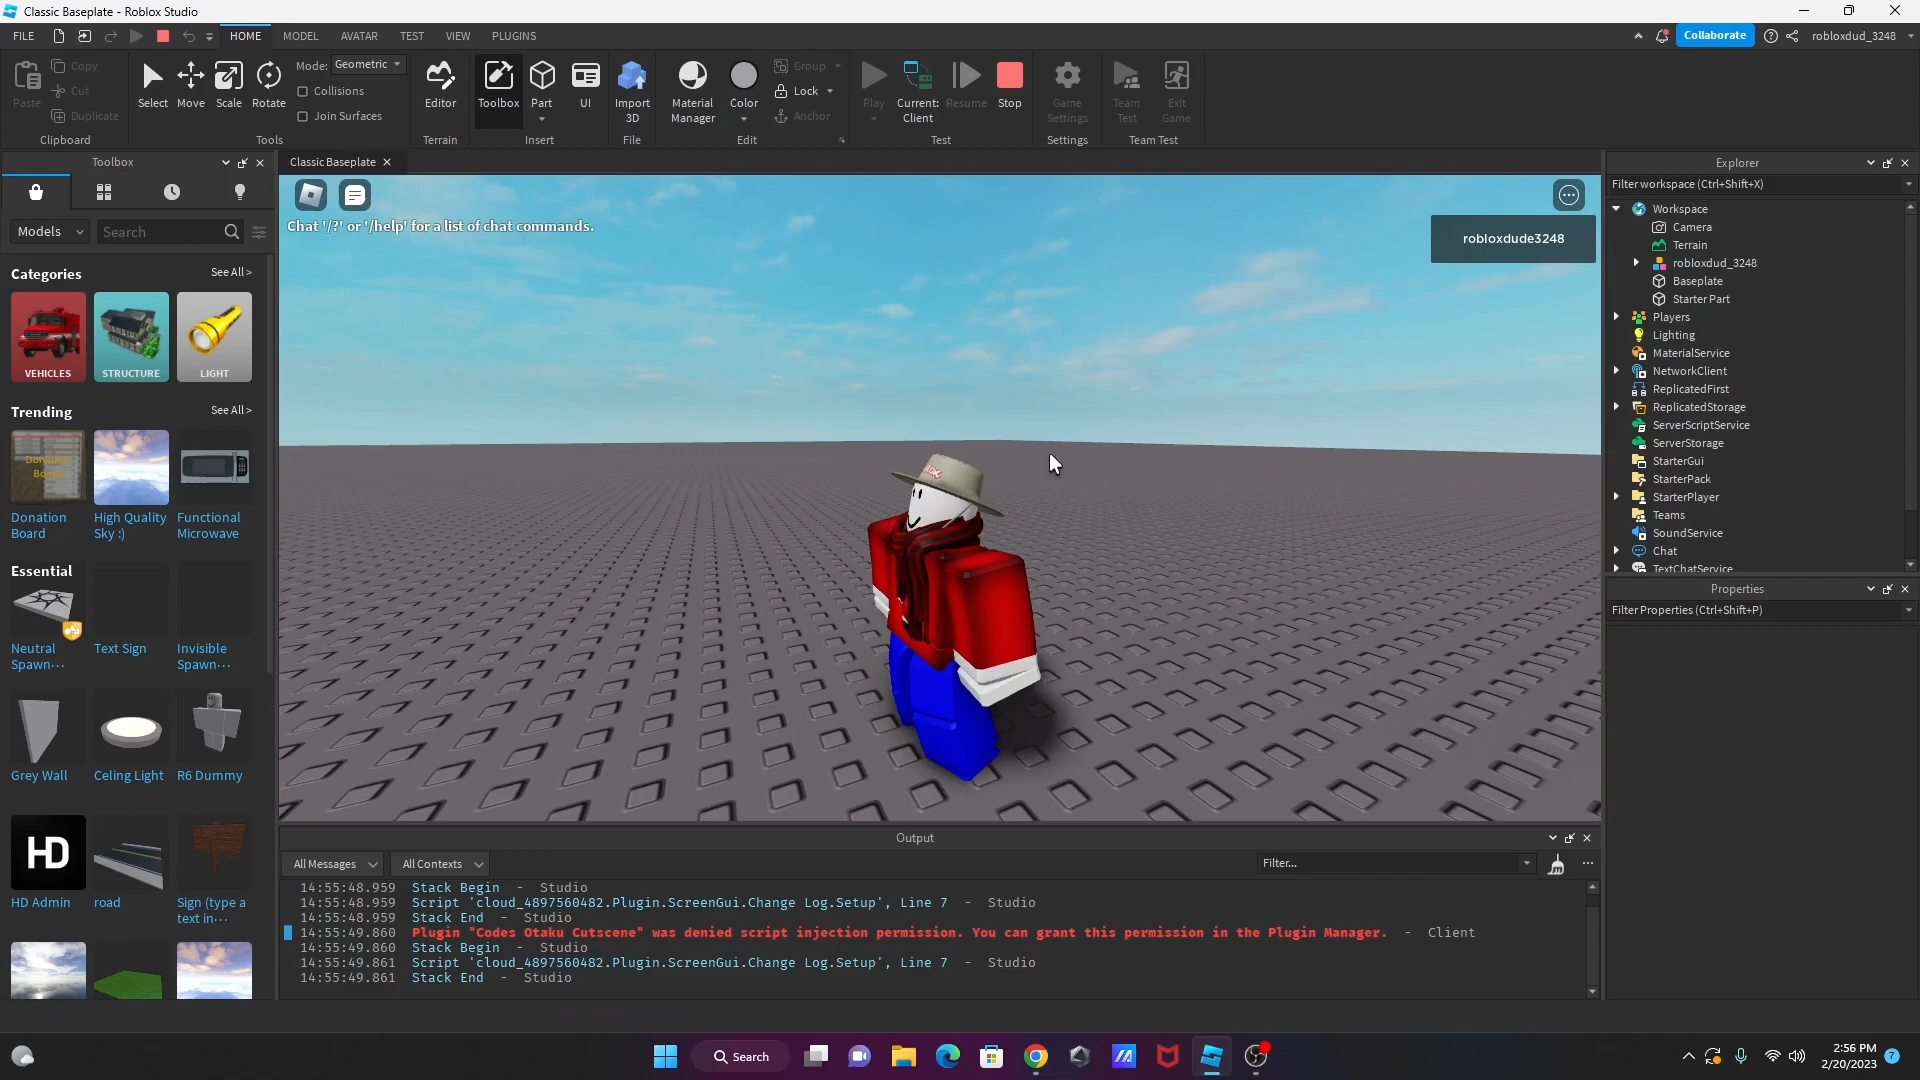 Classic Baseplate - Roblox Studio
FILE HOME MODEL AVATAR TEST VIEW PLUGINS Collaborate robloxdud_3248
Paste Copy Cut Duplicate Clipboard
Select Move Scale Rotate Mode: Geometric
Collisions
Join Surfaces
Tools
Editor Terrain
Toolbox Part UI Insert
Import 3D File
Material Manager Color Group Lock Anchor Edit
Play Current: Client Resume Stop Test
Game Settings Settings
Team Test Exit Game Team Test
Toolbox
Models Search
Categories See All >
VEHICLES STRUCTURE LIGHT
Trending See All >
Donation Board
Donation Board
High Quality Sky :)
Functional Microwave
Essential
Neutral Spawn...
Text Sign
Invisible Spawn...
Grey Wall
Celing Light
R6 Dummy
HD
HD Admin
road
Sign (type a text in...
Classic Baseplate
Chat '/?' or '/help' for a list of chat commands.
robloxdude3248
Output
All Messages All Contexts Filter...
14:55:48.959 Stack Begin - Studio
14:55:48.959 Script 'cloud_4897560482.Plugin.ScreenGui.Change Log.Setup', Line 7 - Studio
14:55:48.959 Stack End - Studio
14:55:49.860 Plugin "Codes Otaku Cutscene" was denied script injection permission. You can grant this permission in the Plugin Manager. - Client
14:55:49.860 Stack Begin - Studio
14:55:49.861 Script 'cloud_4897560482.Plugin.ScreenGui.Change Log.Setup', Line 7 - Studio
14:55:49.861 Stack End - Studio
Explorer
Filter workspace (Ctrl+Shift+X)
Workspace
Camera
Terrain
robloxdud_3248
Baseplate
Starter Part
Players
Lighting
MaterialService
NetworkClient
ReplicatedFirst
ReplicatedStorage
ServerScriptService
ServerStorage
StarterGui
StarterPack
StarterPlayer
Teams
SoundService
Chat
TextChatService
Properties
Filter Properties (Ctrl+Shift+P)
Search
2:56 PM
2/20/2023
7